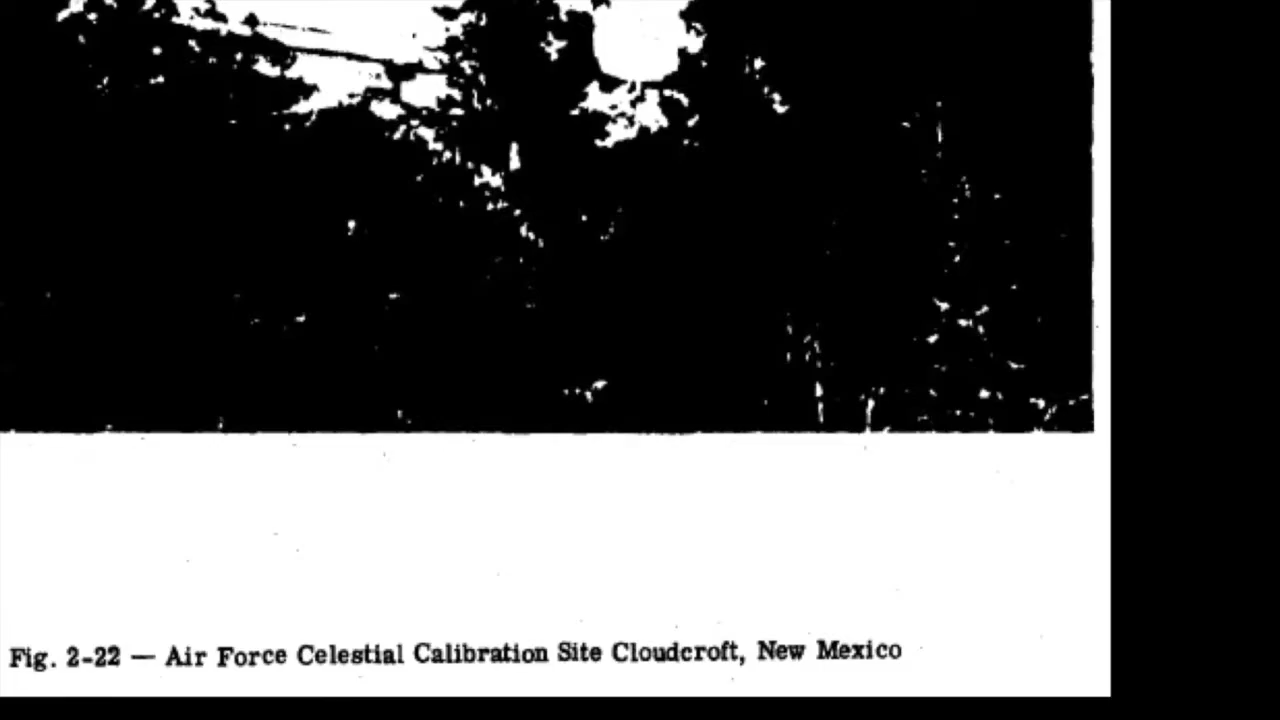 Fig. 2-22 — Air Force Celestial Calibration Site Cloudcroft, New Mexico